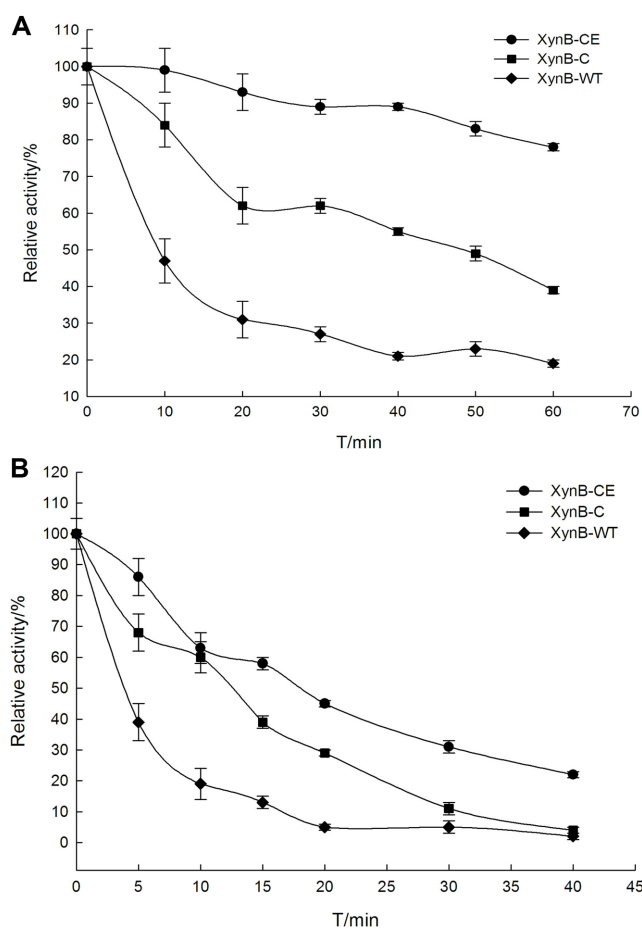 A
XynB-CE
XynB-C
XynB-WT
110
100
90
80
70
60
50
40
30
20
10
Relative activity/%
0 10 20 30 40 50 60 70
T/min
B
XynB-CE
XynB-C
XynB-WT
120
110
100
90
80
70
60
50
40
30
20
10
0
Relative activity/%
0 5 10 15 20 25 30 35 40 45
T/min